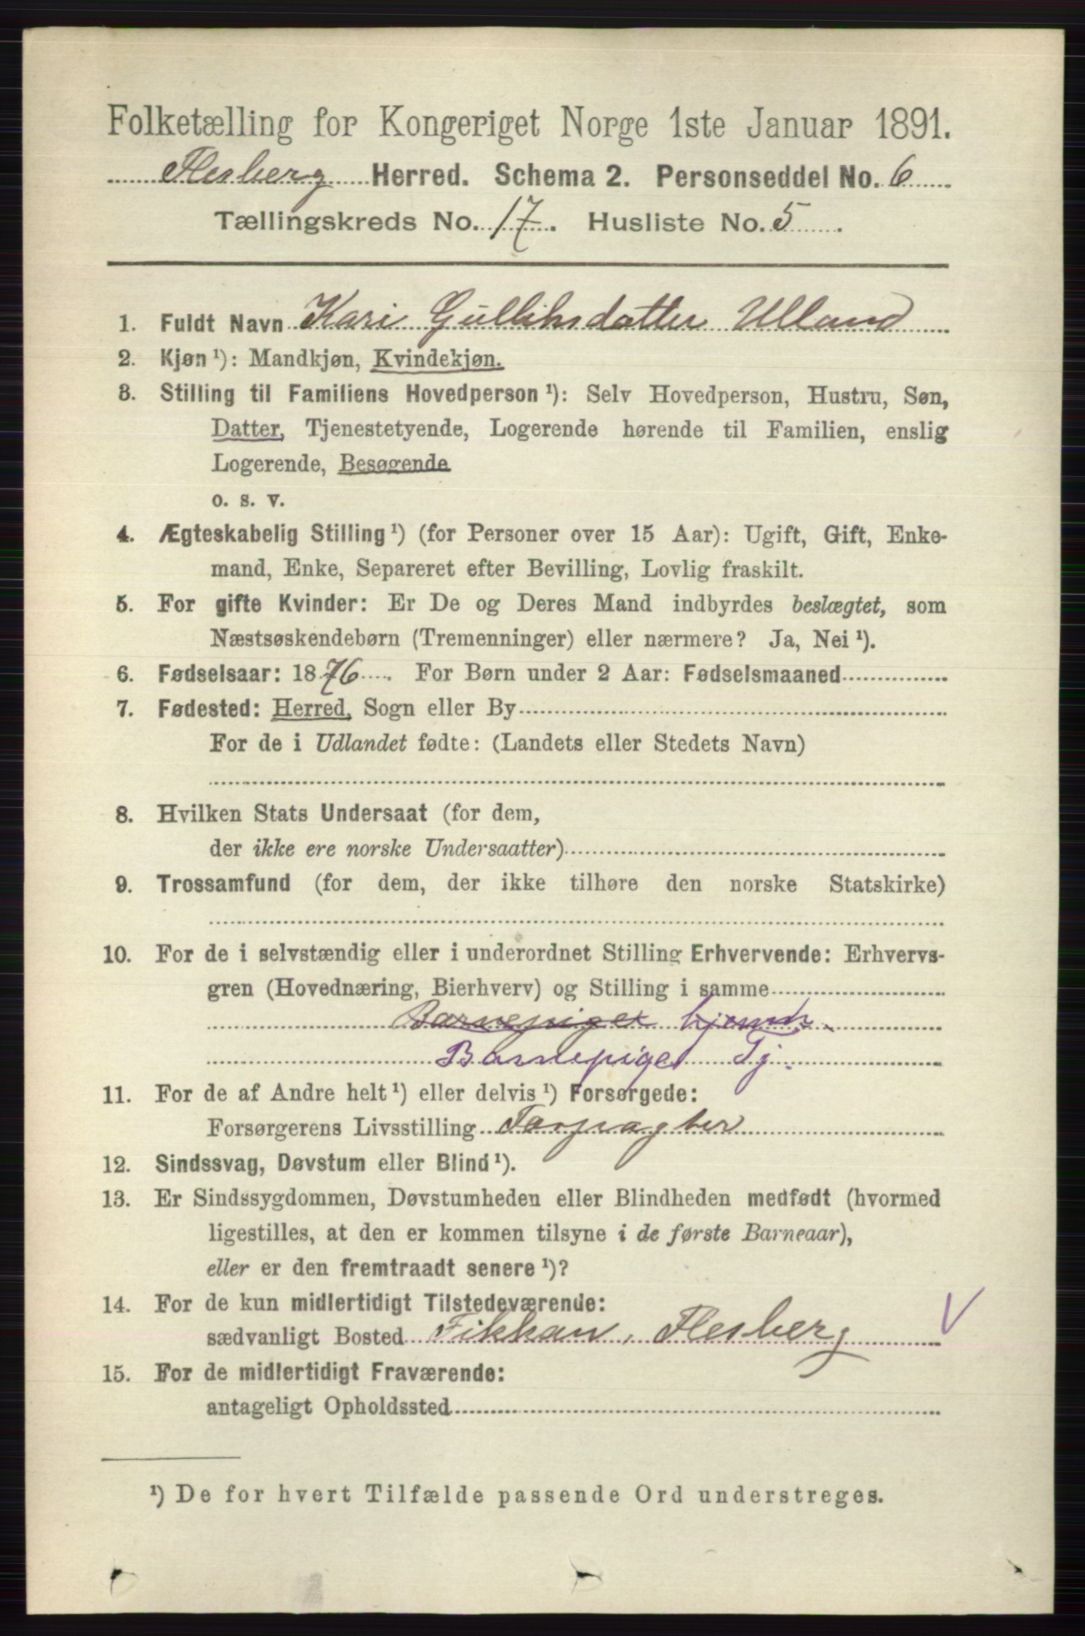 Folketælling for Kongeriget Norge 1ste Januar 1891.
Flesberg Herred. Schema 2. Personseddel No. 6
Tællingskreds No. 17. Husliste No. 5.
1. Fuldt Navn Kari Gulliksdatter Ulland
2. Kjøn ¹): Mandkjøn, Kvindekjøn.
3. Stilling til Familiens Hovedperson ¹): Selv Hovedperson, Hustru, Søn,
Datter, Tjenestetyende, Logerende hørende til Familien, enslig
Logerende, Besøgende
o. s. v.
4. Ægteskabelig Stilling ¹) (for Personer over 15 Aar): Ugift, Gift, Enke-
mand, Enke, Separeret efter Bevilling, Lovlig fraskilt.
5. For gifte Kvinder: Er De og Deres Mand indbyrdes beslægtet, som
Næstsøskendebørn (Tremenninger) eller nærmere? Ja, Nei ¹).
6. Fødselsaar: 1876. For Børn under 2 Aar: Fødselsmaaned
7. Fødested: Herred, Sogn eller By
For de i Udlandet fødte: (Landets eller Stedets Navn)
8. Hvilken Stats Undersaat (for dem,
der ikke ere norske Undersaatter)
9. Trossamfund (for dem, der ikke tilhøre den norske Statskirke)
10. For de i selvstændig eller i underordnet Stilling Erhvervende: Erhvervs-
gren (Hovednæring, Bierhverv) og Stilling i samme
Barnepige
Barnepige Tj.
11. For de af Andre helt ¹) eller delvis ¹) Forsørgede:
Forsørgerens Livsstilling
12. Sindssvag, Døvstum eller Blind ¹).
13. Er Sindssygdommen, Døvstumheden eller Blindheden medfødt (hvormed
ligestilles, at den er kommen tilsyne i de første Barneaar),
eller er den fremtraadt senere ¹)?
14. For de kun midlertidigt Tilstedeværende:
sædvanligt Bosted Fikkan, Flesberg V
15. For de midlertidigt Fraværende:
antageligt Opholdssted
¹) De for hvert Tilfælde passende Ord understreges.